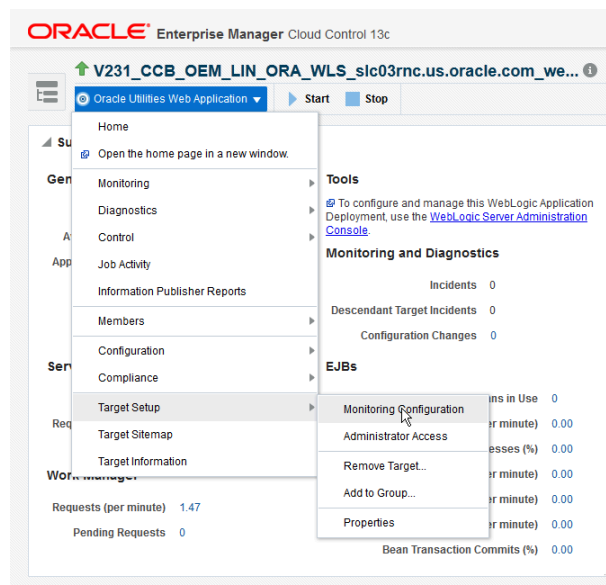 ORACLE Enterprise Manager Cloud Control 13c
V231_CCB_OEM_LIN_ORA_WLS_slc03rnc.us.oracle.com_we...
Oracle Utilities Web Application
Start
Stop
Su
Home
Open the home page in a new window.
Gen
Monitoring
Diagnostics
Control
Job Activity
Information Publisher Reports
Members
Configuration
Compliance
Target Setup
Target Sitemap
Target Information
Monitoring Configuration
Administrator Access
Remove Target...
Add to Group...
Properties
Tools
To configure and manage this WebLogic Application
Deployment, use the WebLogic Server Administration
Console.
Monitoring and Diagnostics
Incidents 0
Descendant Target Incidents 0
Configuration Changes 0
EJBs
ans in Use 0
er minute) 0.00
esses (%) 0.00
er minute) 0.00
er minute) 0.00
er minute) 0.00
Bean Transaction Commits (%) 0.00
A
App
Ser
Req
Work Manager
Requests (per minute) 1.47
Pending Requests 0